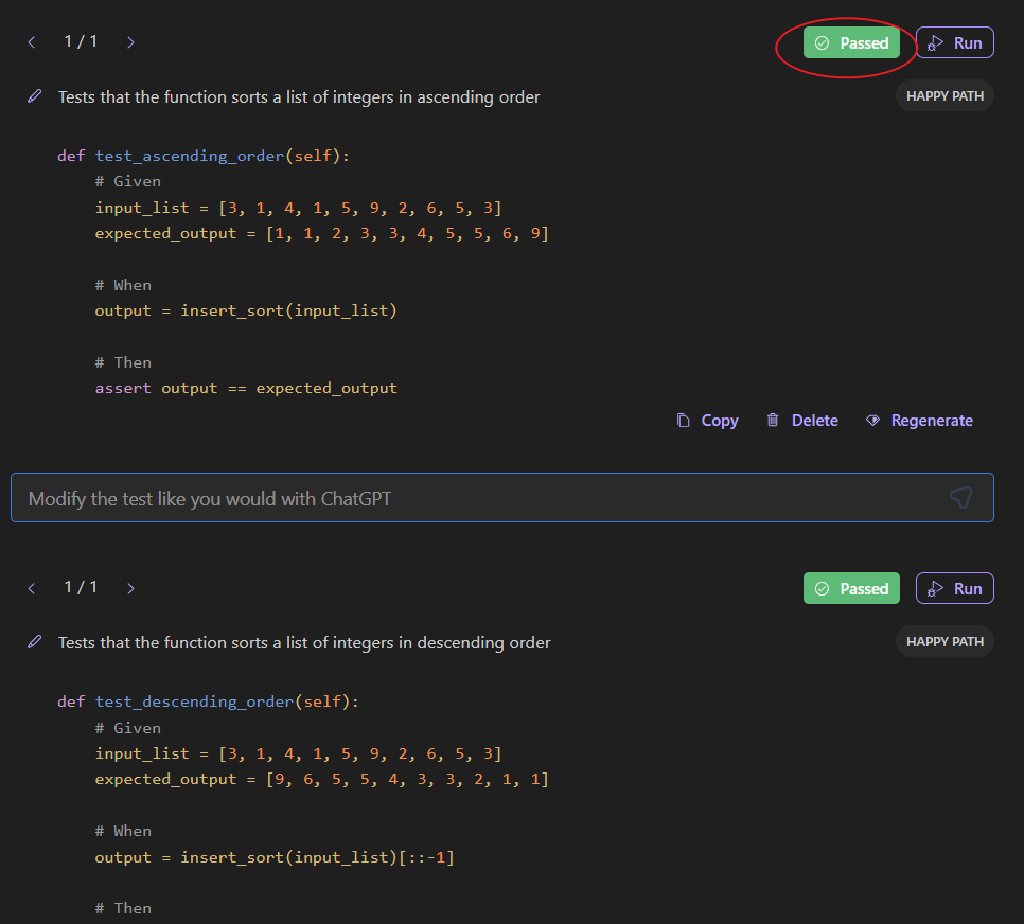 1 / 1
Passed
Run
Tests that the function sorts a list of integers in ascending order
HAPPY PATH
def test_ascending_order(self):
# Given
input_list = [3, 1, 4, 1, 5, 9, 2, 6, 5, 3]
expected_output = [1, 1, 2, 3, 3, 4, 5, 5, 6, 9]
# When
output = insert_sort(input_list)
# Then
assert output == expected_output
Copy
Delete
Regenerate
Modify the test like you would with ChatGPT
1 / 1
Passed
Run
Tests that the function sorts a list of integers in descending order
HAPPY PATH
def test_descending_order(self):
# Given
input_list = [3, 1, 4, 1, 5, 9, 2, 6, 5, 3]
expected_output = [9, 6, 5, 5, 4, 3, 3, 2, 1, 1]
# When
output = insert_sort(input_list)[::-1]
# Then